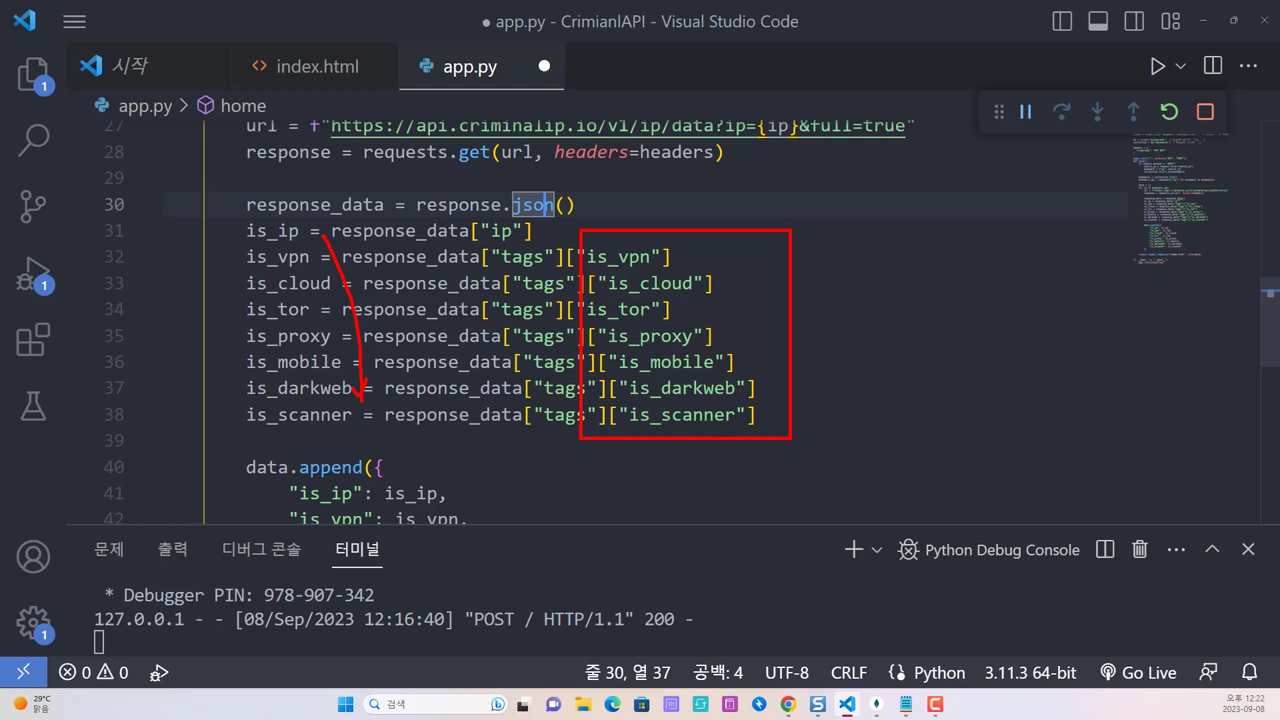 app.py - CrimianlAPI - Visual Studio Code
시작
index.html
app.py
app.py > home
27 url = f"https://api.criminalip.io/v1/ip/data?ip={ip}&full=true"
28 response = requests.get(url, headers=headers)
29
30 response_data = response.json()
31 is_ip = response_data["ip"]
32 is_vpn = response_data["tags"]["is_vpn"]
33 is_cloud = response_data["tags"]["is_cloud"]
34 is_tor = response_data["tags"]["is_tor"]
35 is_proxy = response_data["tags"]["is_proxy"]
36 is_mobile = response_data["tags"]["is_mobile"]
37 is_darkweb = response_data["tags"]["is_darkweb"]
38 is_scanner = response_data["tags"]["is_scanner"]
39
40 data.append({
41 "is_ip": is_ip,
42 "is_vpn": is_vpn,
문제 출력 디버그 콘솔 터미널
Python Debug Console
* Debugger PIN: 978-907-342
127.0.0.1 - - [08/Sep/2023 12:16:40] "POST / HTTP/1.1" 200 -
1
1
1
0 0
줄 30, 열 37 공백: 4 UTF-8 CRLF Python 3.11.3 64-bit Go Live
29°C
맑음
검색
오후 12:22
2023-09-08